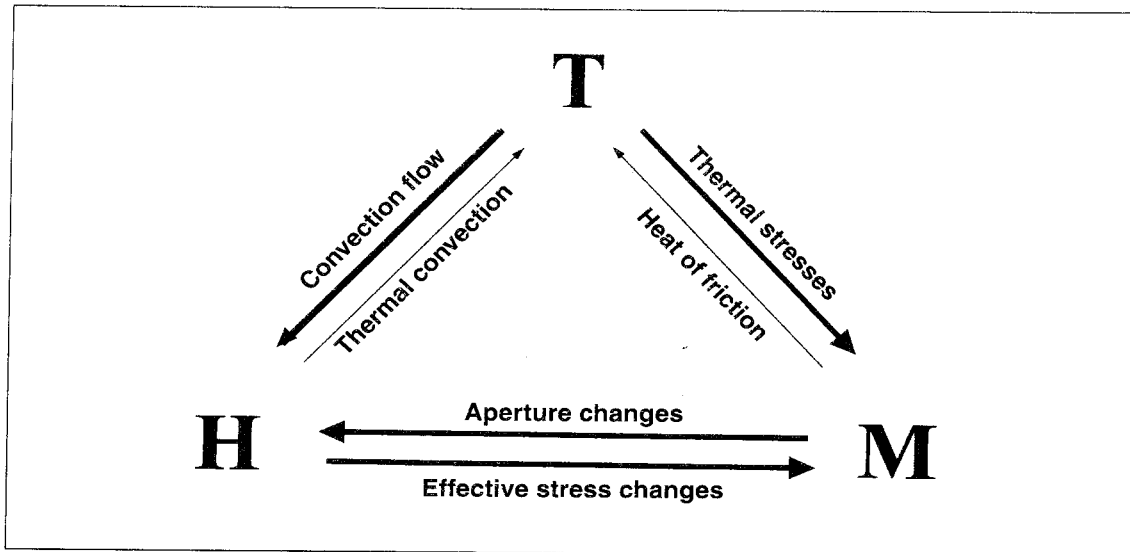 T
Convection flow
Thermal convection
Thermal stresses
Heat of friction
H
Aperture changes
Effective stress changes
M